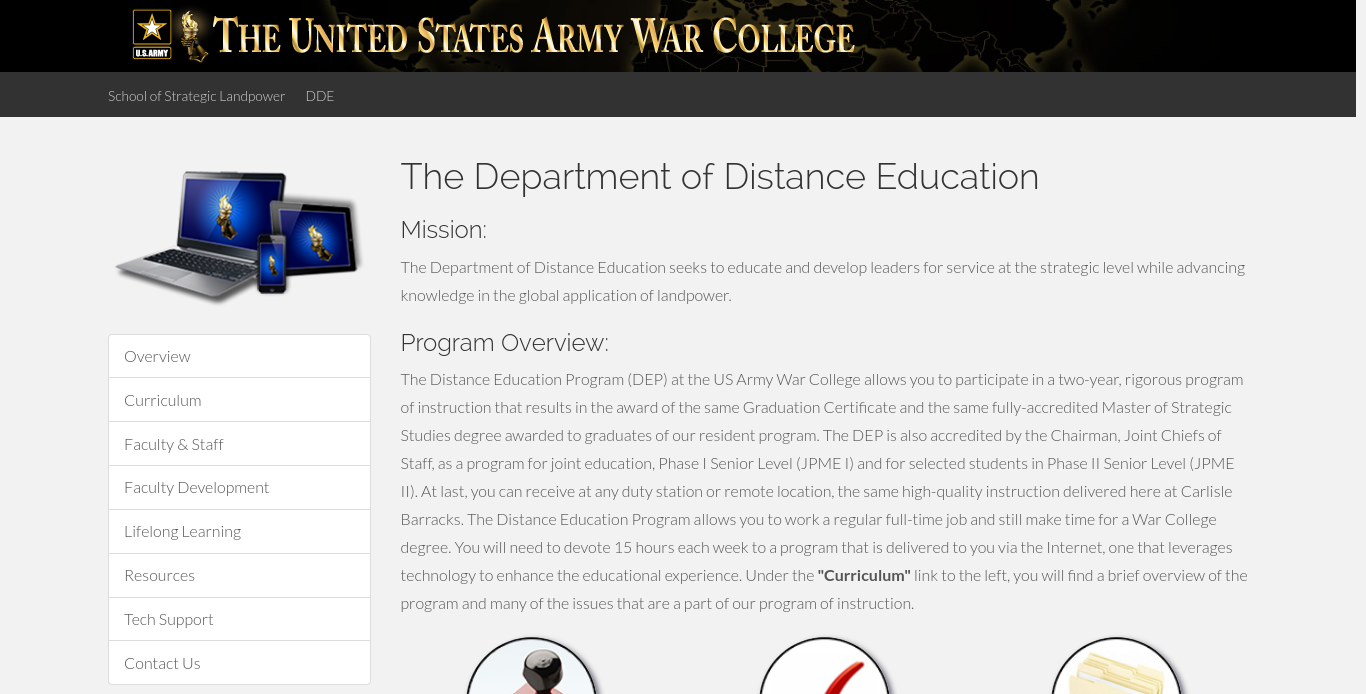 U.S.ARMY
The United States Army War College
School of Strategic Landpower DDE
The Department of Distance Education
Mission:
The Department of Distance Education seeks to educate and develop leaders for service at the strategic level while advancing
knowledge in the global application of landpower.
Overview
Curriculum
Faculty & Staff
Faculty Development
Lifelong Learning
Resources
Tech Support
Contact Us
Program Overview:
The Distance Education Program (DEP) at the US Army War College allows you to participate in a two-year, rigorous program
of instruction that results in the award of the same Graduation Certificate and the same fully-accredited Master of Strategic
Studies degree awarded to graduates of our resident program. The DEP is also accredited by the Chairman, Joint Chiefs of
Staff, as a program for joint education, Phase I Senior Level (JPME I) and for selected students in Phase II Senior Level (JPME
II). At last, you can receive at any duty station or remote location, the same high-quality instruction delivered here at Carlisle
Barracks. The Distance Education Program allows you to work a regular full-time job and still make time for a War College
degree. You will need to devote 15 hours each week to a program that is delivered to you via the Internet, one that leverages
technology to enhance the educational experience. Under the "Curriculum" link to the left, you will find a brief overview of the
program and many of the issues that are a part of our program of instruction.